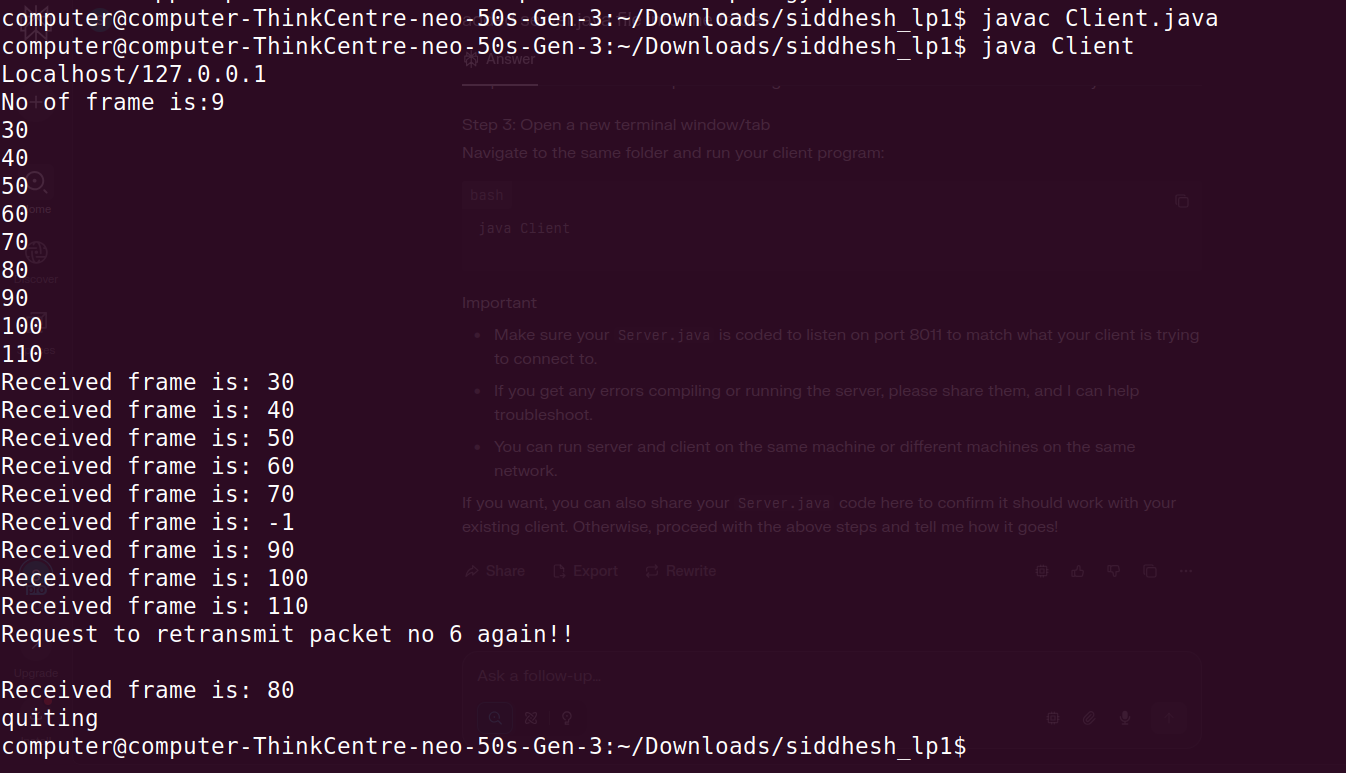 computer@computer-ThinkCentre-neo-50s-Gen-3:~/Downloads/siddhesh_lp1$ javac Client.java
computer@computer-ThinkCentre-neo-50s-Gen-3:~/Downloads/siddhesh_lp1$ java Client
Localhost/127.0.0.1
No of frame is:9
30
40
50
60
70
80
90
100
110
Received frame is: 30
Received frame is: 40
Received frame is: 50
Received frame is: 60
Received frame is: 70
Received frame is: -1
Received frame is: 90
Received frame is: 100
Received frame is: 110
Request to retransmit packet no 6 again!!
Received frame is: 80
quiting
computer@computer-ThinkCentre-neo-50s-Gen-3:~/Downloads/siddhesh_lp1$
Answer
Step 3: Open a new terminal window/tab
Navigate to the same folder and run your client program:
bash
java Client
Important
Make sure your Server.java is coded to listen on port 8011 to match what your client is trying
to connect to.
If you get any errors compiling or running the server, please share them, and I can help
troubleshoot.
You can run server and client on the same machine or different machines on the same
network.
If you want, you can also share your Server.java code here to confirm it should work with your
existing client. Otherwise, proceed with the above steps and tell me how it goes!
Share Export Rewrite
Upgrade
Ask a follow-up...